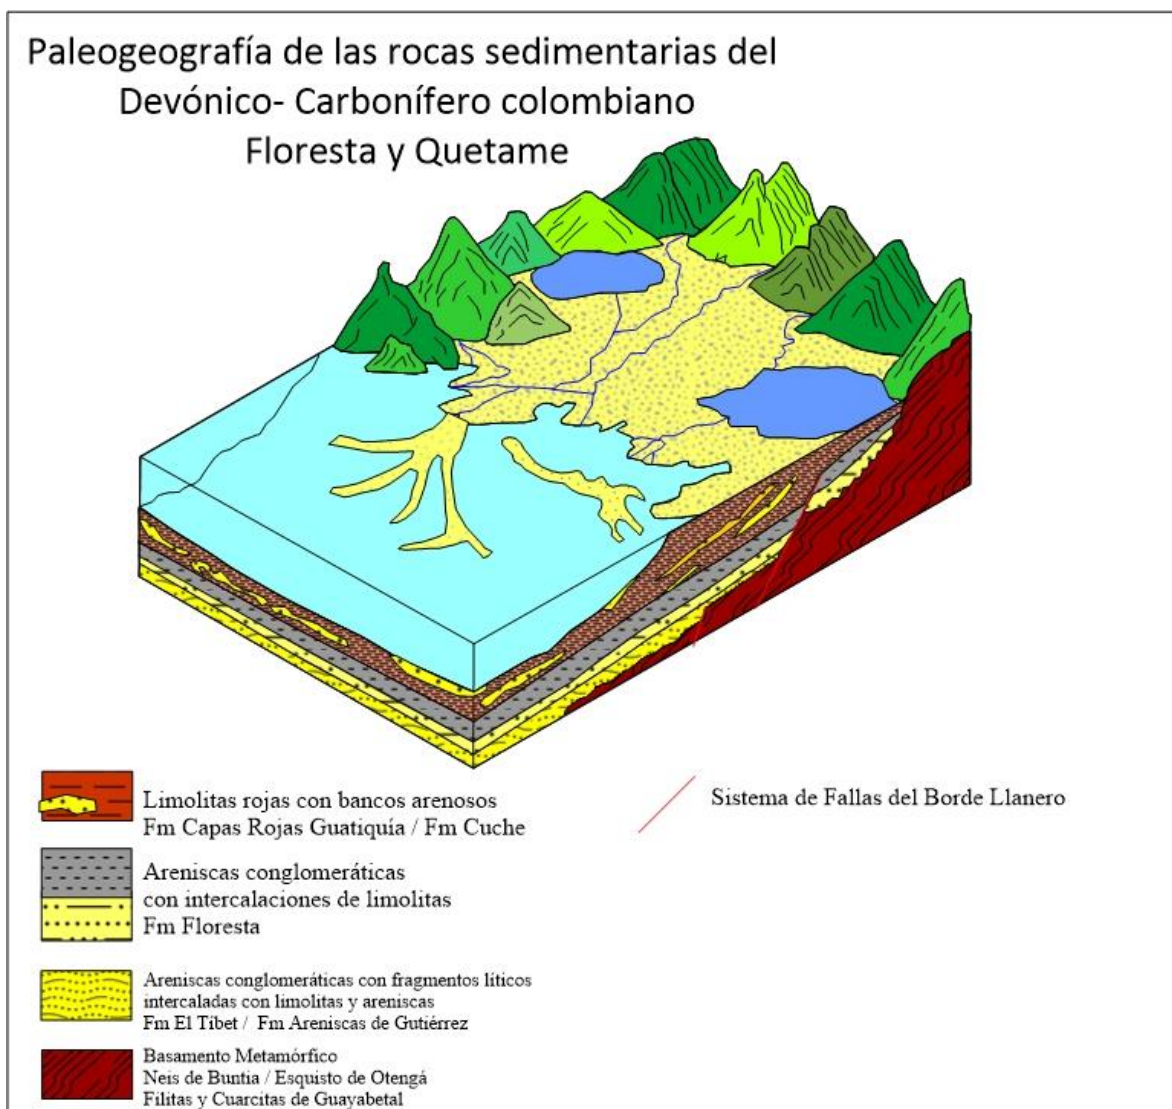 Paleogeografía de las rocas sedimentarias del
Devónico- Carbonífero colombiano
Floresta y Quetame
Limolitas rojas con bancos arenosos
Fm Capas Rojas Guatiquía / Fm Cuche
Sistema de Fallas del Borde Llanero
Areniscas conglomeráticas
con intercalaciones de limolitas
Fm Floresta
Areniscas conglomeráticas con fragmentos líticos
intercaladas con limolitas y areniscas
Fm El Tíbet / Fm Areniscas de Gutiérrez
Basamento Metamórfico
Neis de Buntia / Esquisto de Otengá
Filitas y Cuarcitas de Guayabetal